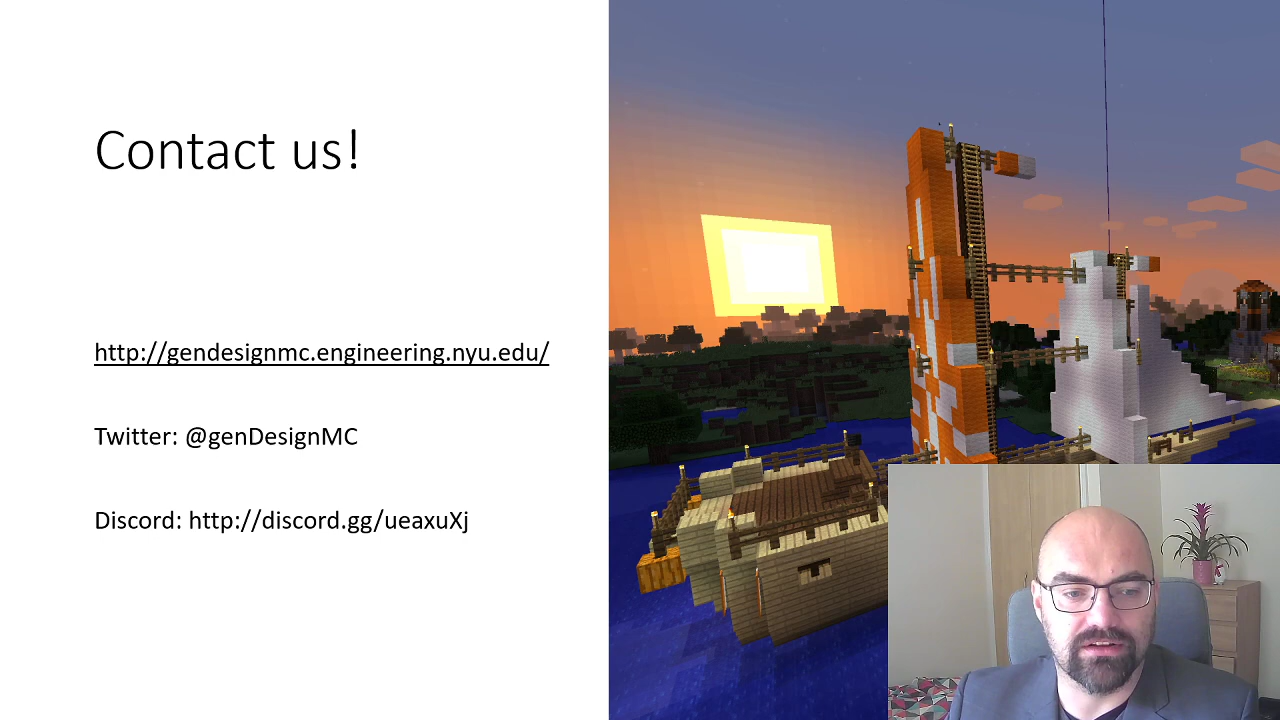 Contact us!
http://gendesignmc.engineering.nyu.edu/
Twitter: @genDesignMC
Discord: http://discord.gg/ueaxuXj